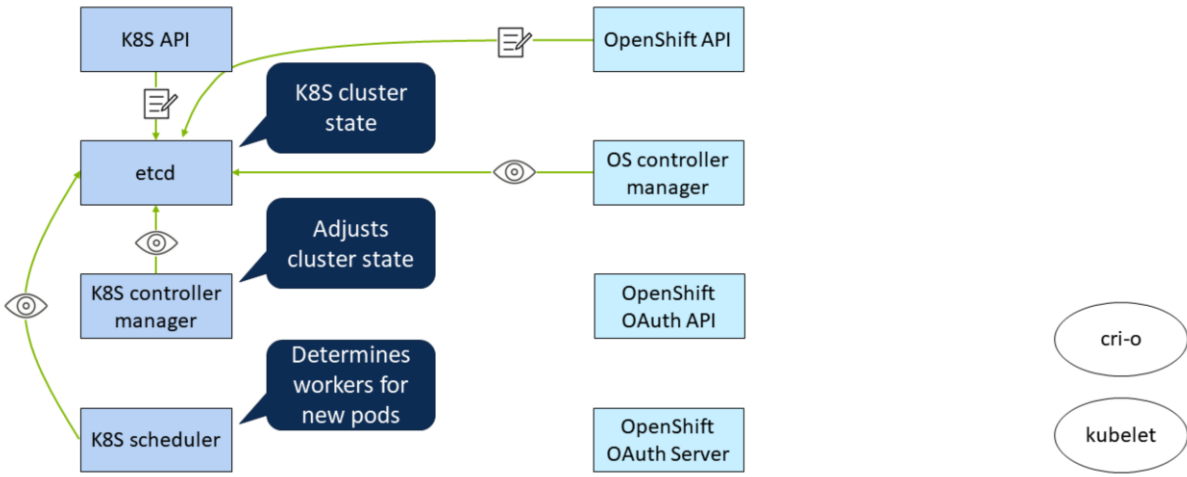 K8S API
OpenShift API
K8S cluster
state
etcd
OS controller
manager
Adjusts
cluster state
K8S controller
manager
OpenShift
OAuth API
cri-o
Determines
workers for
new pods
K8S scheduler
OpenShift
OAuth Server
kubelet